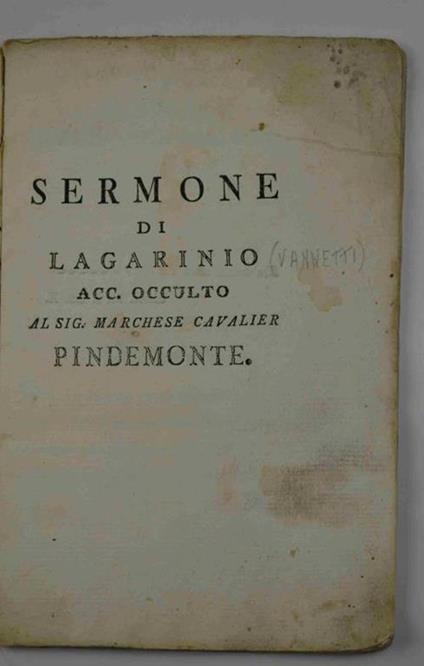 SERMONE
DI
LAGARINIO (VANNETTI)
ACC. OCCULTO
AL SIG. MARCHESE CAVALIER
PINDEMONTE.